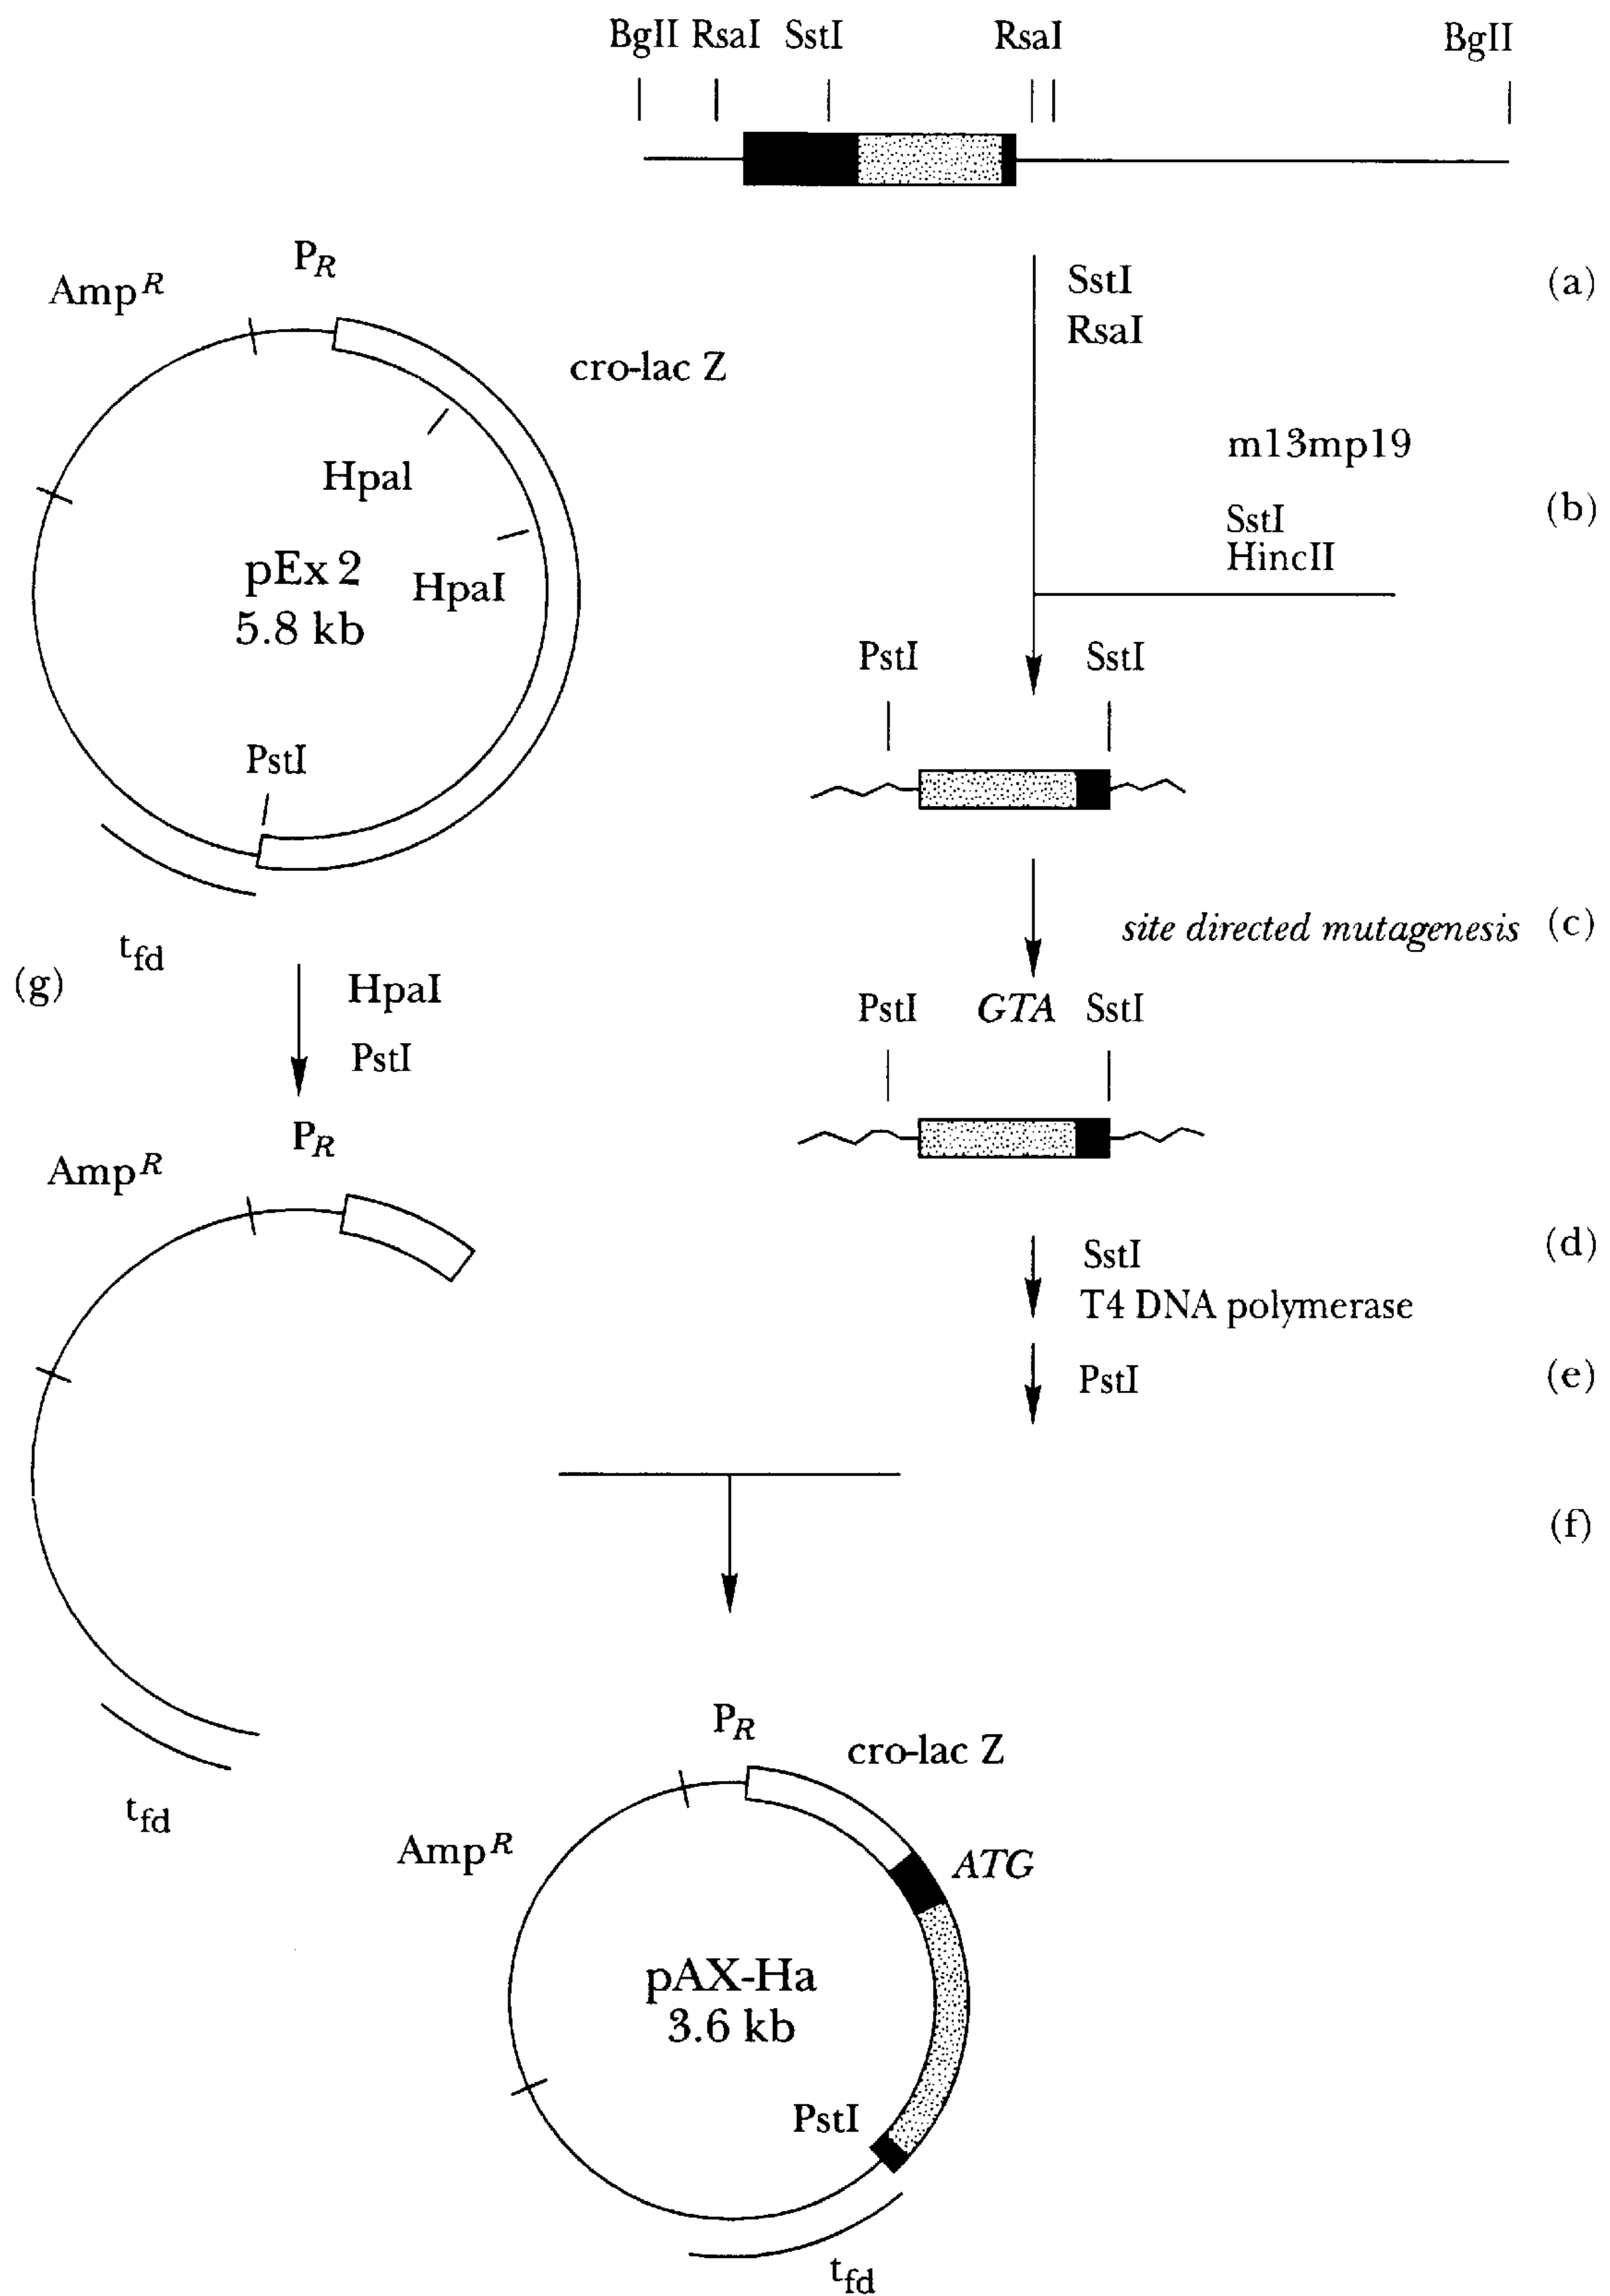 BglI RsaI SstI RsaI BglI
P_R
Amp^R
SstI (a)
RsaI
cro-lac Z
m13mp19
HpaI
SstI (b)
HincII
pEx 2
HpaI
5.8 kb
PstI SstI
PstI
site directed mutagenesis (c)
t_fd
(g) HpaI
PstI GTA SstI
PstI
P_R
Amp^R
SstI (d)
T4 DNA polymerase
PstI (e)
(f)
P_R
cro-lac Z
t_fd
Amp^R
ATG
pAX-Ha
3.6 kb
PstI
t_fd